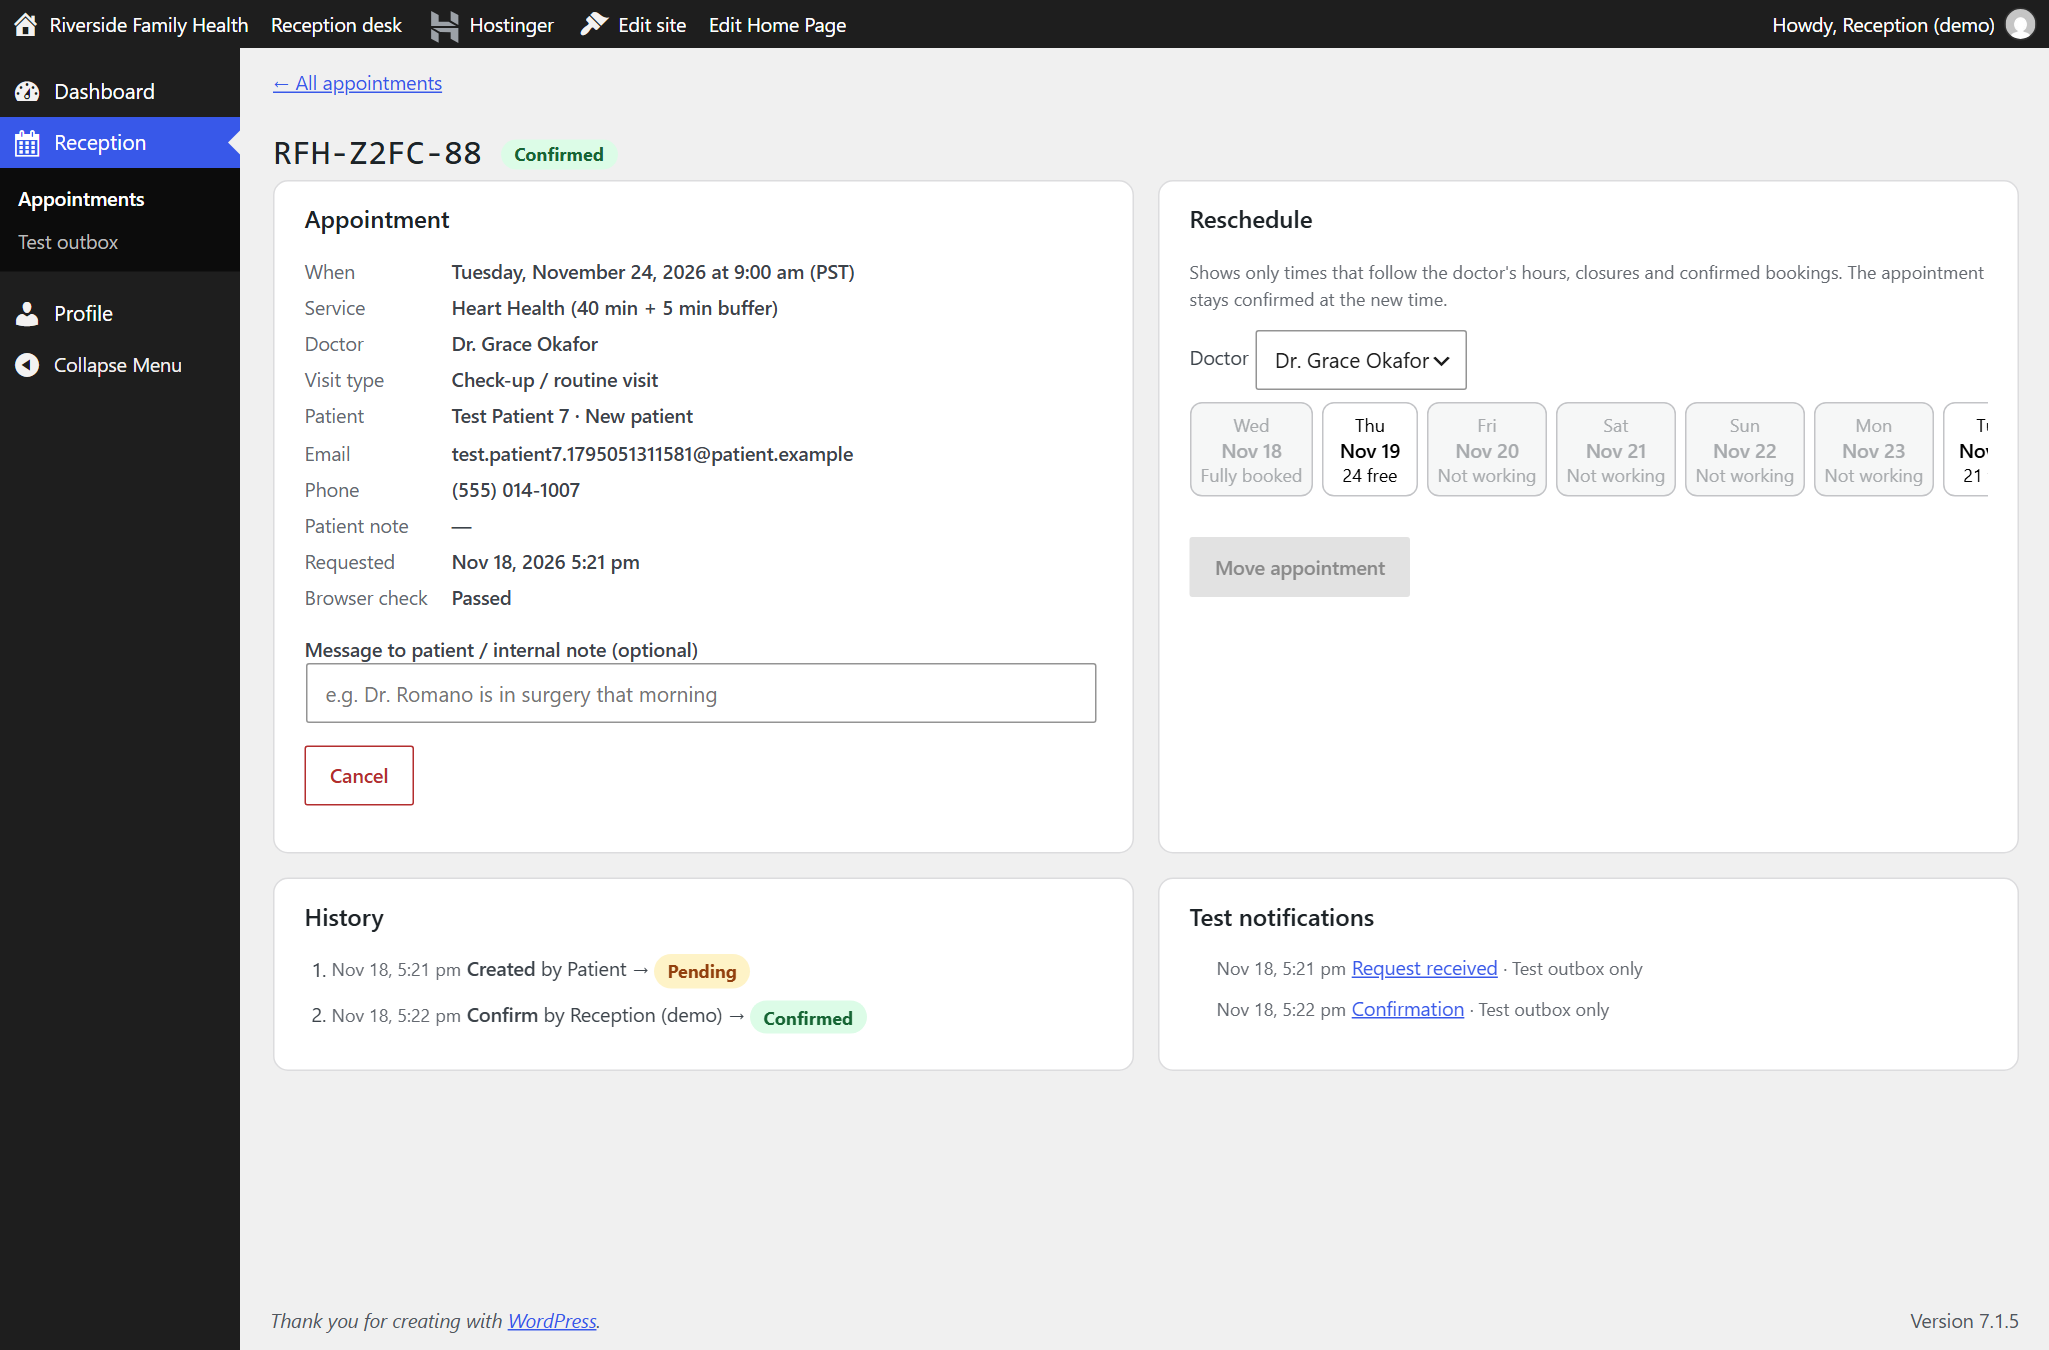 Riverside Family Health Reception desk Hostinger Edit site Edit Home Page Howdy, Reception (demo)
Dashboard
Reception
Appointments
Test outbox
Profile
Collapse Menu
← All appointments
RFH-Z2FC-88 Confirmed
Appointment
When Tuesday, November 24, 2026 at 9:00 am (PST)
Service Heart Health (40 min + 5 min buffer)
Doctor Dr. Grace Okafor
Visit type Check-up / routine visit
Patient Test Patient 7 · New patient
Email test.patient7.1795051311581@patient.example
Phone (555) 014-1007
Patient note —
Requested Nov 18, 2026 5:21 pm
Browser check Passed
Message to patient / internal note (optional)
e.g. Dr. Romano is in surgery that morning
Cancel
Reschedule
Shows only times that follow the doctor's hours, closures and confirmed bookings. The appointment
stays confirmed at the new time.
Doctor Dr. Grace Okafor
Wed Thu Fri Sat Sun Mon
Nov 18 Nov 19 Nov 20 Nov 21 Nov 22 Nov 23
Fully booked 24 free Not working Not working Not working Not working 21
Move appointment
History
1. Nov 18, 5:21 pm Created by Patient → Pending
2. Nov 18, 5:22 pm Confirm by Reception (demo) → Confirmed
Test notifications
Nov 18, 5:21 pm Request received · Test outbox only
Nov 18, 5:22 pm Confirmation · Test outbox only
Thank you for creating with WordPress.
Version 7.1.5